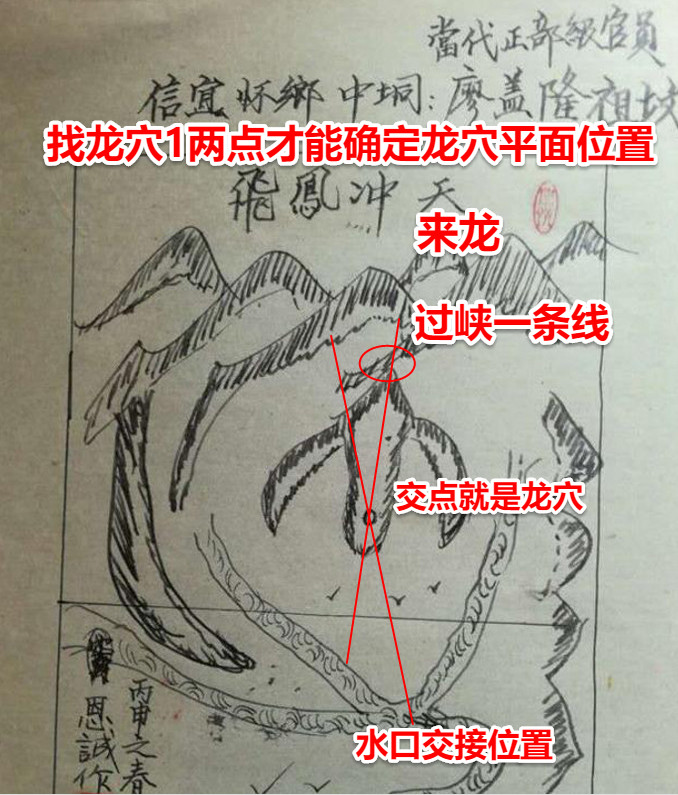 當代正部級官員
信宜怀鄉中垌:廖盖隆祖坟
找龙穴1两点才能确定龙穴平面位置
飛鳳冲天
来龙
过峡一条线
交点就是龙穴
水口交接位置
丙申之春
恩誠作